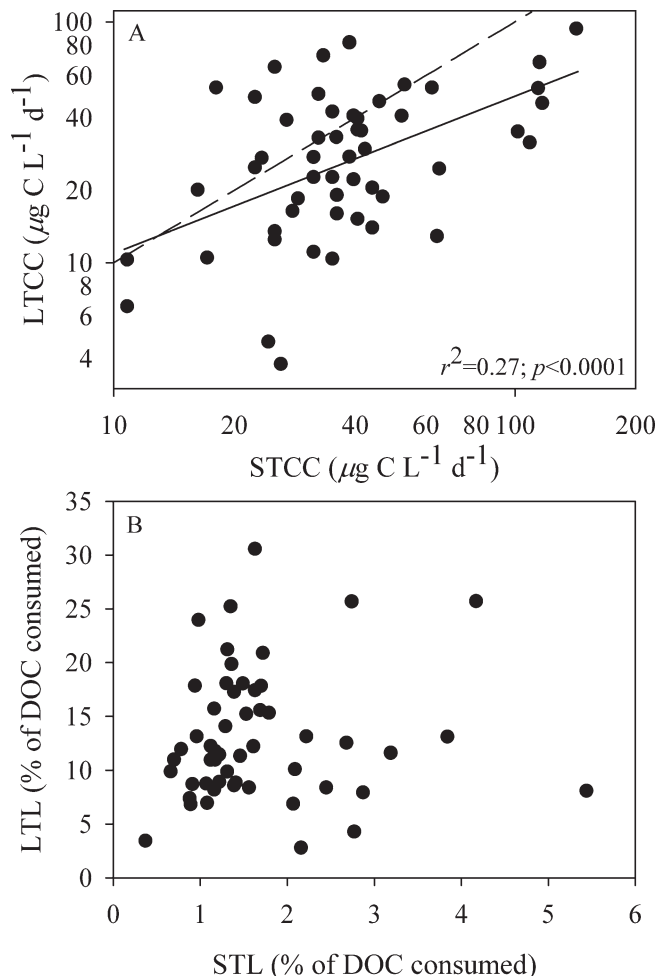 100
A
80
60
40
20
10
8
6
4
LTCC (μg C L⁻¹ d⁻¹)
r²=0.27; p<0.0001
10 20 40 60 80 100 200
STCC (μg C L⁻¹ d⁻¹)
35
B
30
25
20
15
10
5
0
LTL (% of DOC consumed)
0 1 2 3 4 5 6
STL (% of DOC consumed)